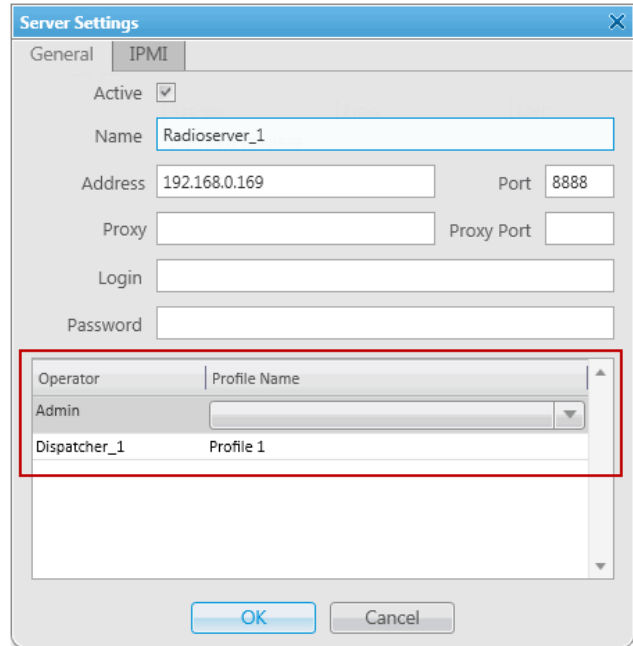 Server Settings
General IPMI
Active
Name Radioserver_1
Address 192.168.0.169 Port 8888
Proxy Proxy Port
Login
Password
Operator Profile Name
Admin
Dispatcher_1 Profile 1
OK Cancel